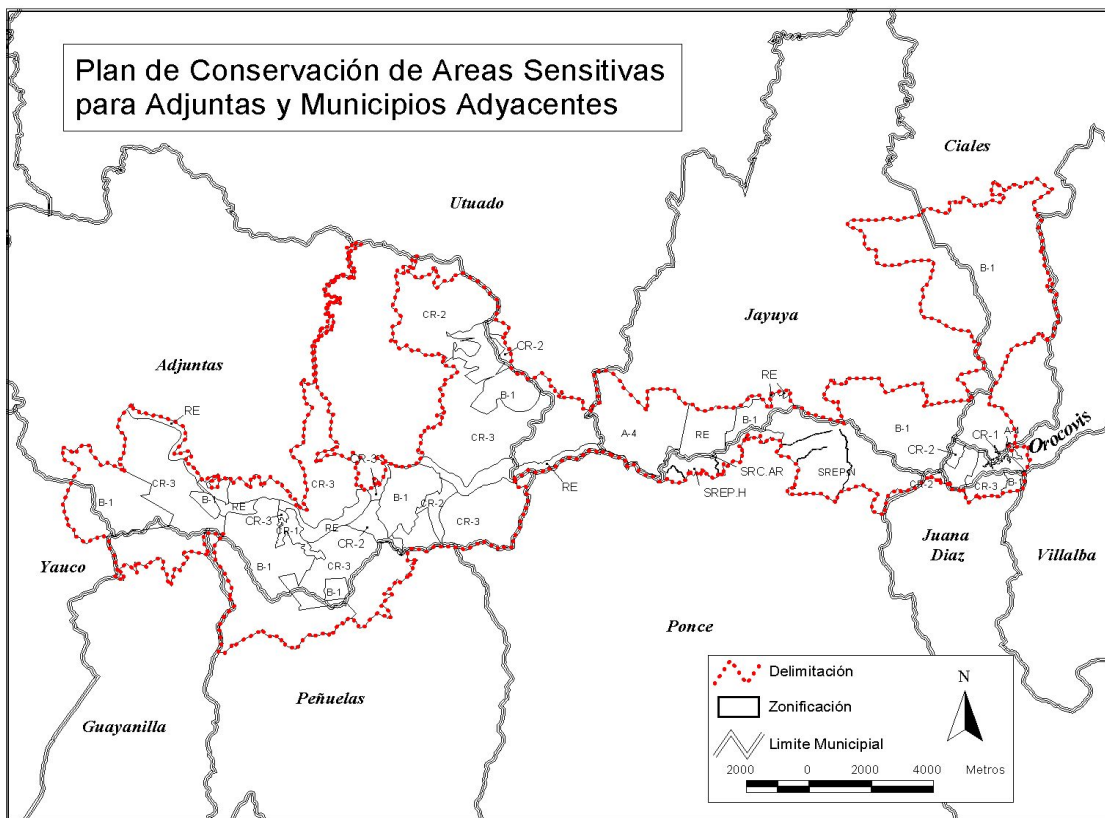 Plan de Conservación de Areas Sensitivas
para Adjuntas y Municipios Adyacentes
Ciales
Utuado
B-1
CR-2
Jayuya
CR-2
Adjuntas
RE
RE
B-1
B-1
A-4
RE
B-1
CR-1
A-4
Orocovis
CR-3
CR-2
CR-3
CR-3
SRC.AR
SREP.H
RE
CR-2
CR-3
B-1
B-1
B-1
RE
B-1
CR-2
CR-3
CR-1
RE
CR-2
CR-3
B-1
CR-3
B-1
Yauco
Juana
Diaz
Villalba
Ponce
Peñuelas
Guayanilla
Delimitación
Zonificación
Limite Municipial
N
2000 0 2000 4000 Metros